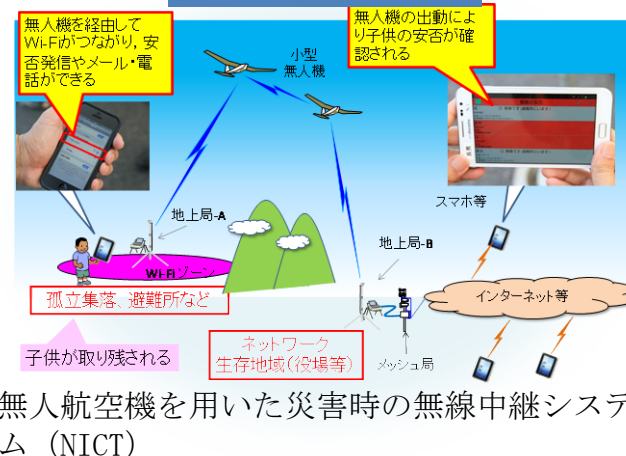 無人機を経由して
Wi-Fiがつながり, 安
否発信やメール・電
話ができる
無人機の出動によ
り子供の安否が確
認される
小型
無人機
スマホ等
地上局-A
地上局-B
Wi-Fiゾーン
孤立集落、避難所など
インターネット等
ネットワーク
生存地域(役場等)
メッシュ局
子供が取り残される
無人航空機を用いた災害時の無線中継システ
ム (NICT)